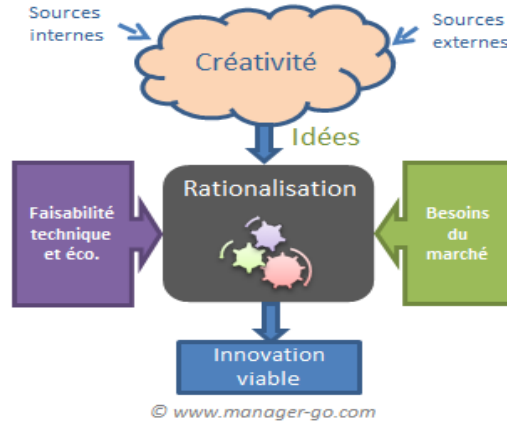 Sources
internes
Sources
externes
Créativité
Idées
Rationalisation
Faisabilité
technique
et éco.
Besoins
du
marché
Innovation
viable
© www.manager-go.com